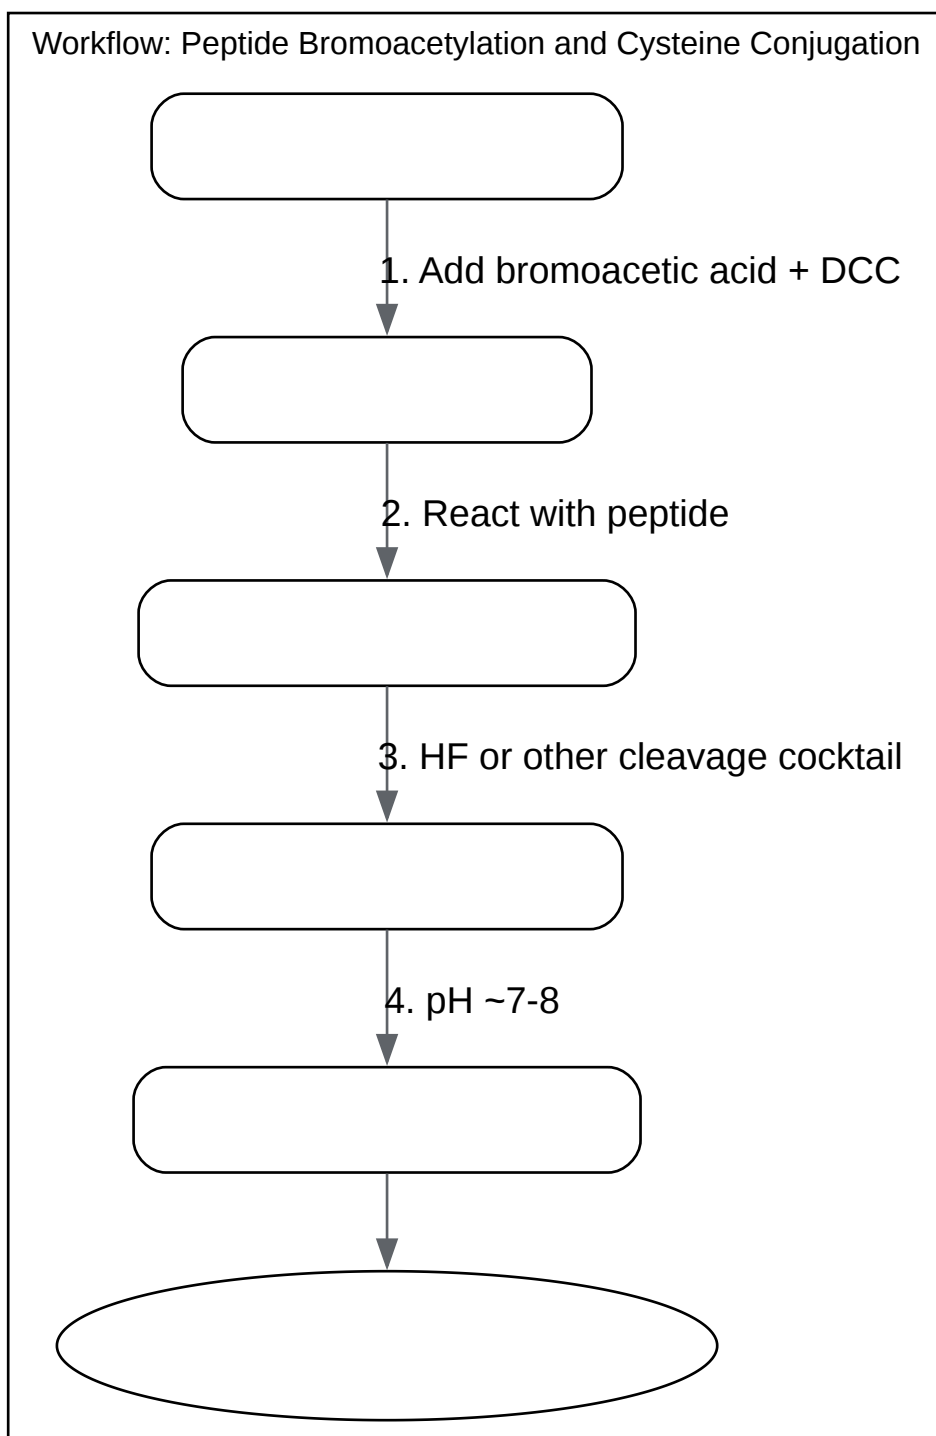 Workflow: Peptide Bromoacetylation and Cysteine Conjugation
1. Add bromoacetic acid + DCC
2. React with peptide
3. HF or other cleavage cocktail
4. pH ~7-8